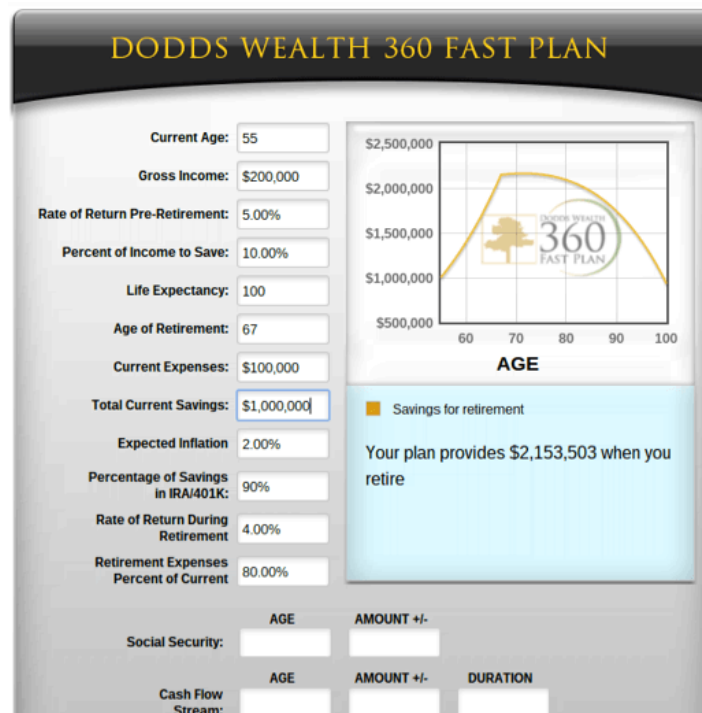 DODDS WEALTH 360 FAST PLAN
Current Age: 55
Gross Income: $200,000
Rate of Return Pre-Retirement: 5.00%
Percent of Income to Save: 10.00%
Life Expectancy: 100
Age of Retirement: 67
Current Expenses: $100,000
Total Current Savings: $1,000,000
Expected Inflation 2.00%
Percentage of Savings
in IRA/401K: 90%
Rate of Return During
Retirement 4.00%
Retirement Expenses
Percent of Current 80.00%
$2,500,000
$2,000,000
$1,500,000
$1,000,000
$500,000
DODDS WEALTH
360
FAST PLAN
60 70 80 90 100
AGE
Savings for retirement
Your plan provides $2,153,503 when you
retire
AGE AMOUNT +/-
Social Security:
AGE AMOUNT +/- DURATION
Cash Flow
Stream: